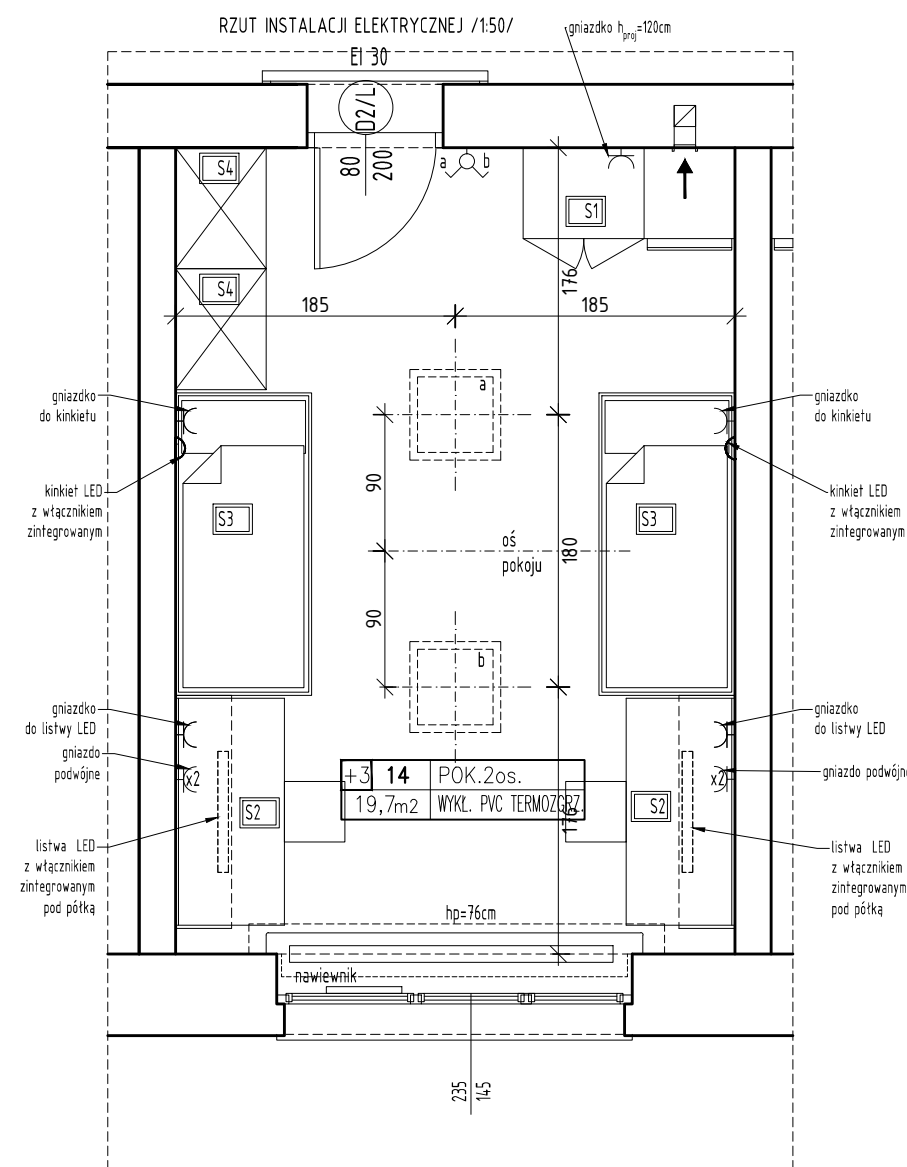 RZUT INSTALACJI ELEKTRYCZNEJ /1:50/
gniazdko hproj=120cm
EI 30
D2/L
80
200
a
b
S4
S1
S4
176
185
185
a
gniazdko
do kinkietu
gniazdko
do kinkietu
kinkiet LED
z włącznikiem
zintegrowanym
kinkiet LED
z włącznikiem
zintegrowanym
90
S3
S3
oś
pokoju
180
90
b
gniazdko
do listwy LED
gniazdko
do listwy LED
gniazdo
podwójne
x2
x2
gniazdo podwójn
+3 14 POK.2os.
19,7m2 WYKŁ. PVC TERMOZGRZ.
176
S2
S2
listwa LED
z włącznikiem
zintegrowanym
pod półką
listwa LED
z włącznikiem
zintegrowanym
pod półką
hp=76cm
nawiewnik
235
145